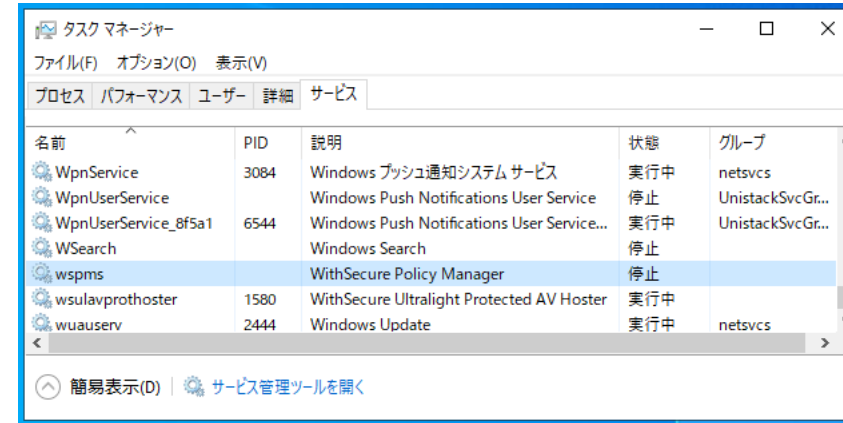 タスク マネージャー
ファイル(F) オプション(O) 表示(V)
プロセス パフォーマンス ユーザー 詳細 サービス
名前 PID 説明 状態 グループ
WpnService 3084 Windows プッシュ通知システム サービス 実行中 netsvcs
WpnUserService Windows Push Notifications User Service 停止 UnistackSvcGr...
WpnUserService_8f5a1 6544 Windows Push Notifications User Service... 実行中 UnistackSvcGr...
WSearch Windows Search 停止
wspms WithSecure Policy Manager 停止
wsulavprothoster 1580 WithSecure Ultralight Protected AV Hoster 実行中
wuauserv 2444 Windows Update 実行中 netsvcs
簡易表示(D) サービス管理ツールを開く